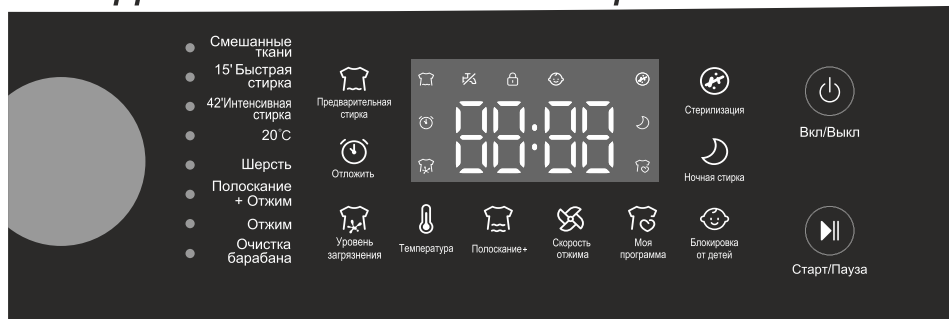 Смешанные
ткани
15' Быстрая
стирка
42'Интенсивная
стирка
20°C
Шерсть
Полоскание
+ Отжим
Отжим
Очистка
барабана
Предварительная
стирка
Отложить
Уровень
загрязнения
Температура
Полоскание+
Скорость
отжима
Моя
программа
Блокировка
от детей
88:88
Стерилизация
Ночная стирка
Вкл/Выкл
Старт/Пауза